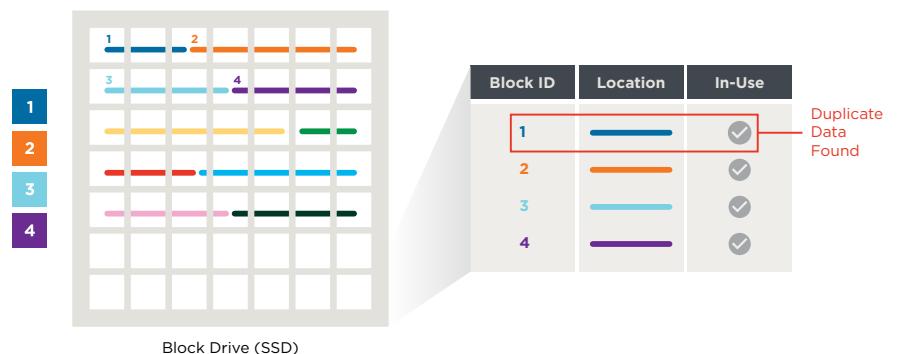 1
2
3
4
1 2
3 4
Block Drive (SSD)
Block ID Location In-Use
1
2
3
4
Duplicate
Data
Found